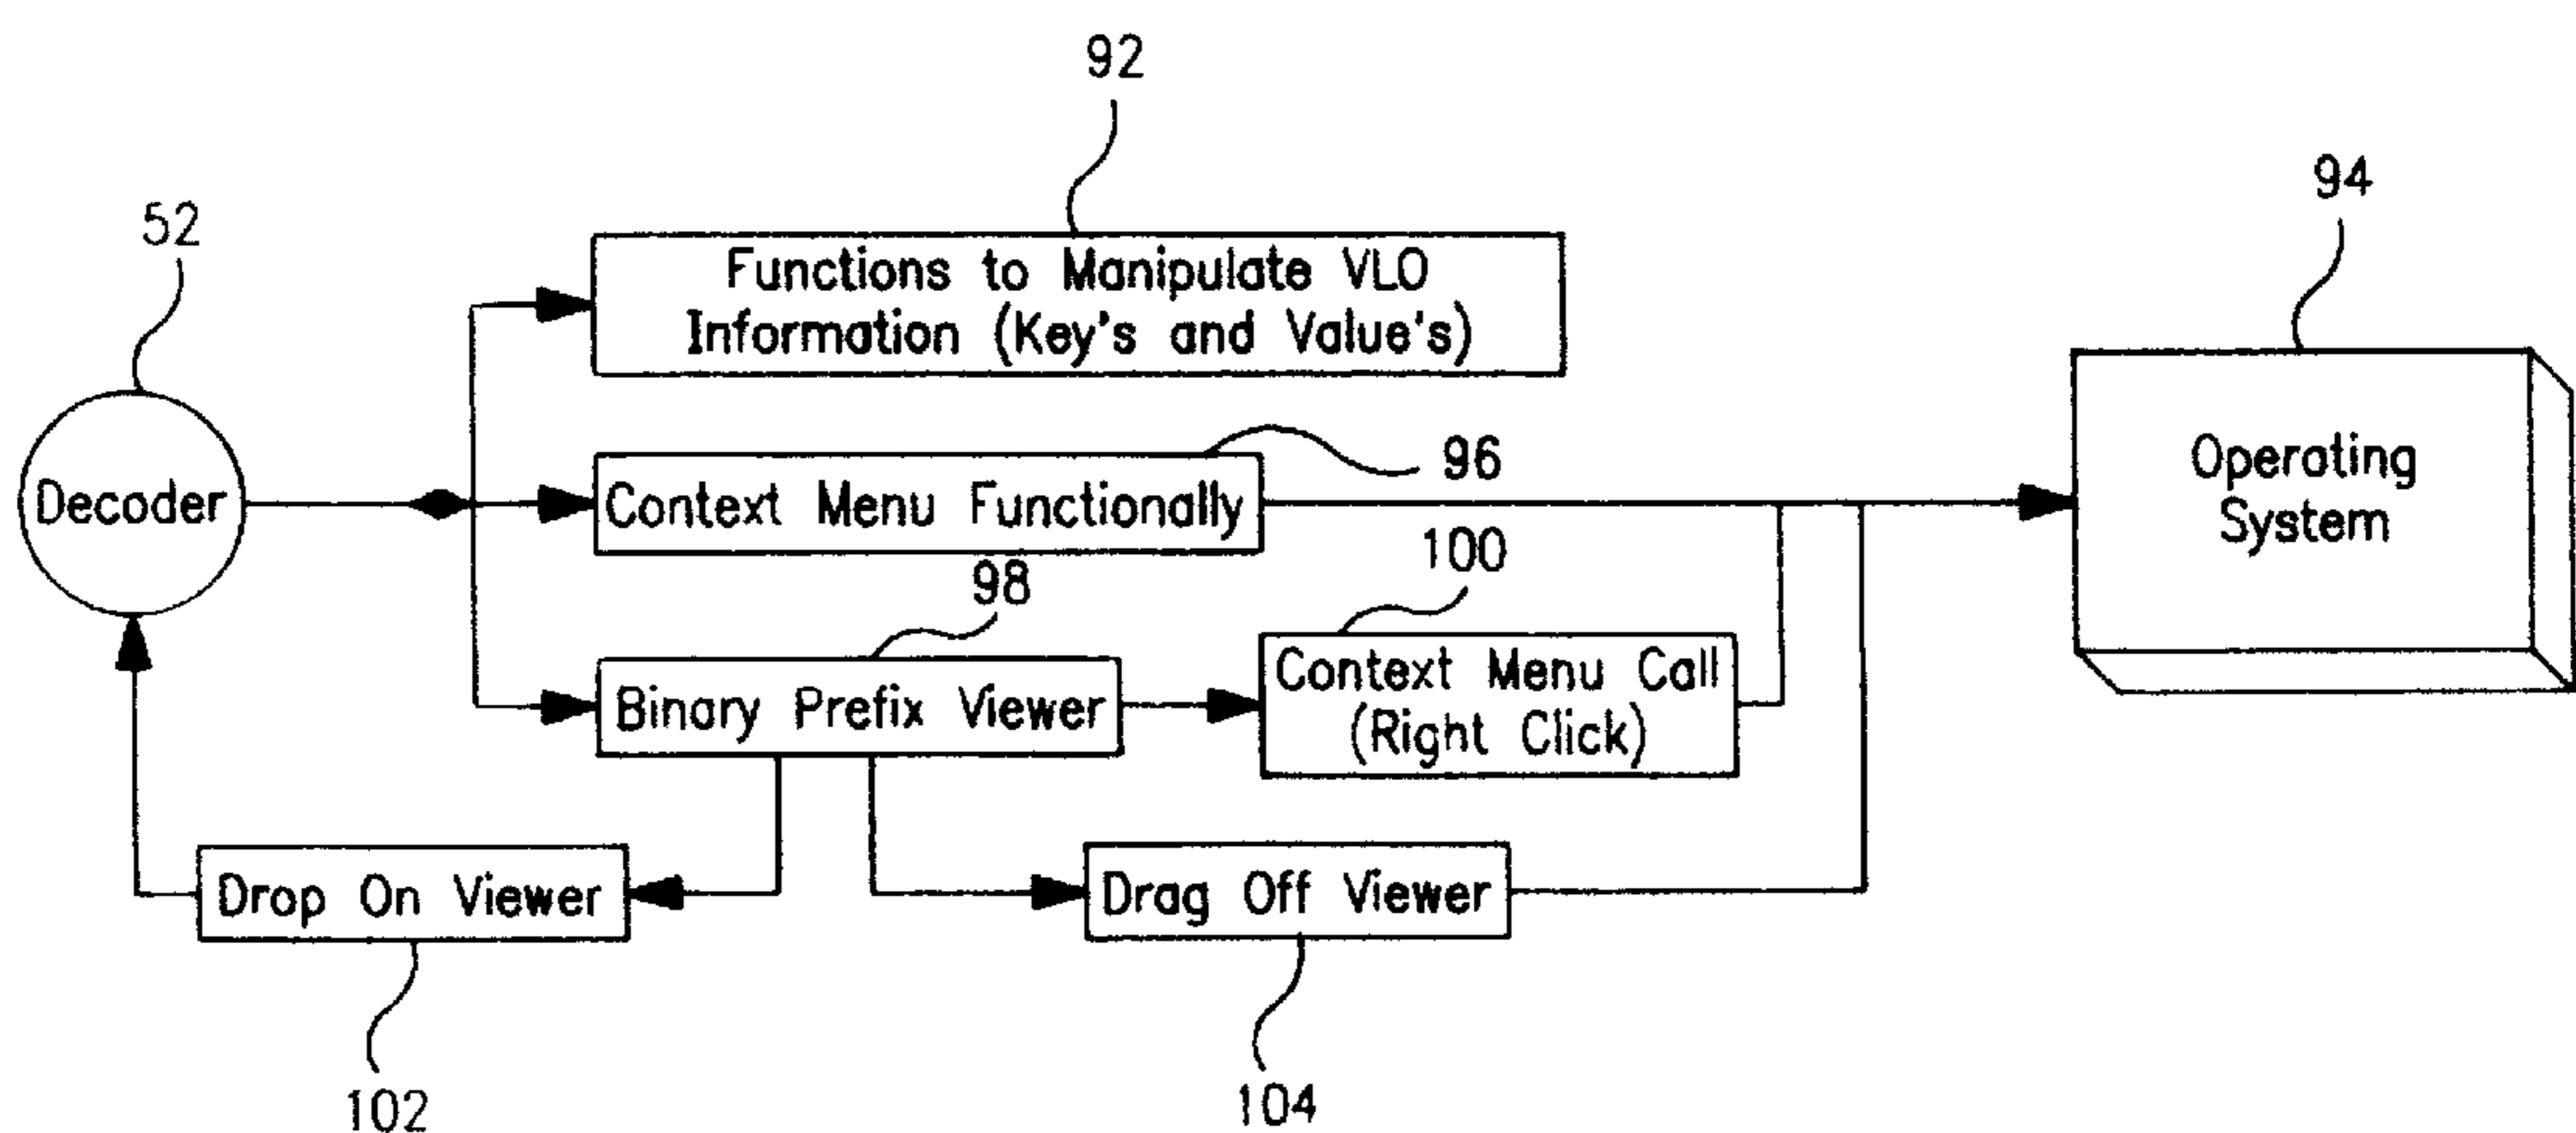 92
94
52
Functions to Manipulate VLO
Information (Key's and Value's)
96
Operating
System
Decoder
Context Menu Functionally
100
98
Context Menu Call
(Right Click)
Binary Prefix Viewer
Drop On Viewer
Drag Off Viewer
102
104